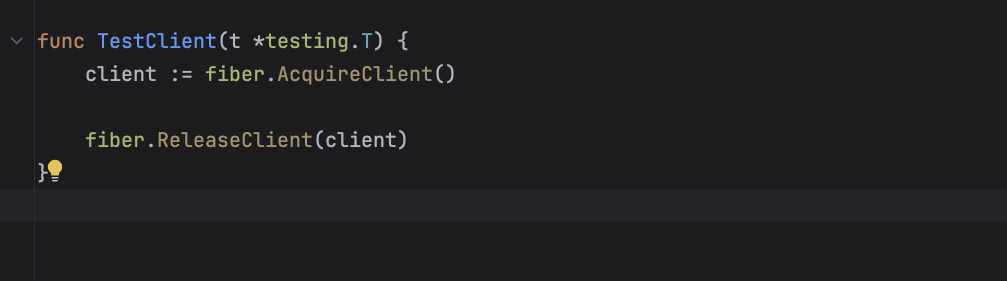 func TestClient(t *testing.T) {
    client := fiber.AcquireClient()
    fiber.ReleaseClient(client)
}